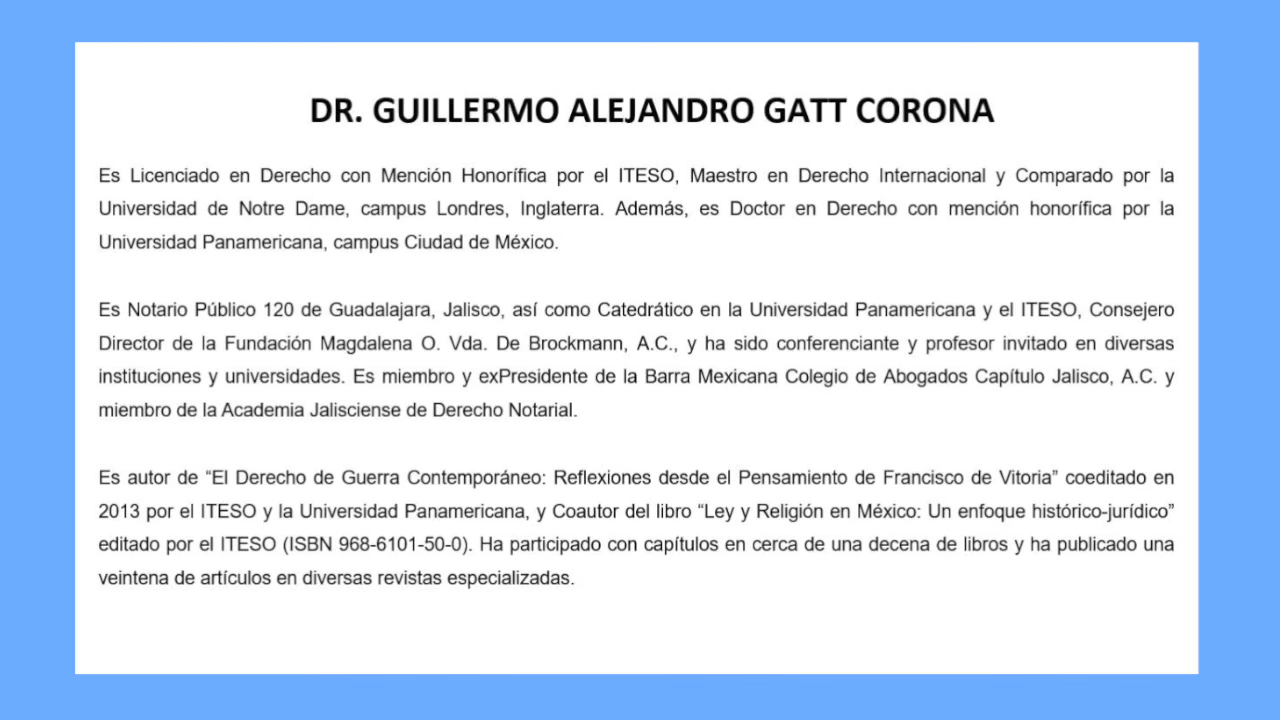 DR. GUILLERMO ALEJANDRO GATT CORONA
Es Licenciado en Derecho con Mención Honorífica por el ITESO, Maestro en Derecho Internacional y Comparado por la
Universidad de Notre Dame, campus Londres, Inglaterra. Además, es Doctor en Derecho con mención honorífica por la
Universidad Panamericana, campus Ciudad de México.
Es Notario Público 120 de Guadalajara, Jalisco, así como Catedrático en la Universidad Panamericana y el ITESO, Consejero
Director de la Fundación Magdalena O. Vda. De Brockmann, A.C., y ha sido conferenciante y profesor invitado en diversas
instituciones y universidades. Es miembro y exPresidente de la Barra Mexicana Colegio de Abogados Capítulo Jalisco, A.C. y
miembro de la Academia Jalisciense de Derecho Notarial.
Es autor de “El Derecho de Guerra Contemporáneo: Reflexiones desde el Pensamiento de Francisco de Vitoria” coeditado en
2013 por el ITESO y la Universidad Panamericana, y Coautor del libro “Ley y Religión en México: Un enfoque histórico-jurídico”
editado por el ITESO (ISBN 968-6101-50-0). Ha participado con capítulos en cerca de una decena de libros y ha publicado una
veintena de artículos en diversas revistas especializadas.